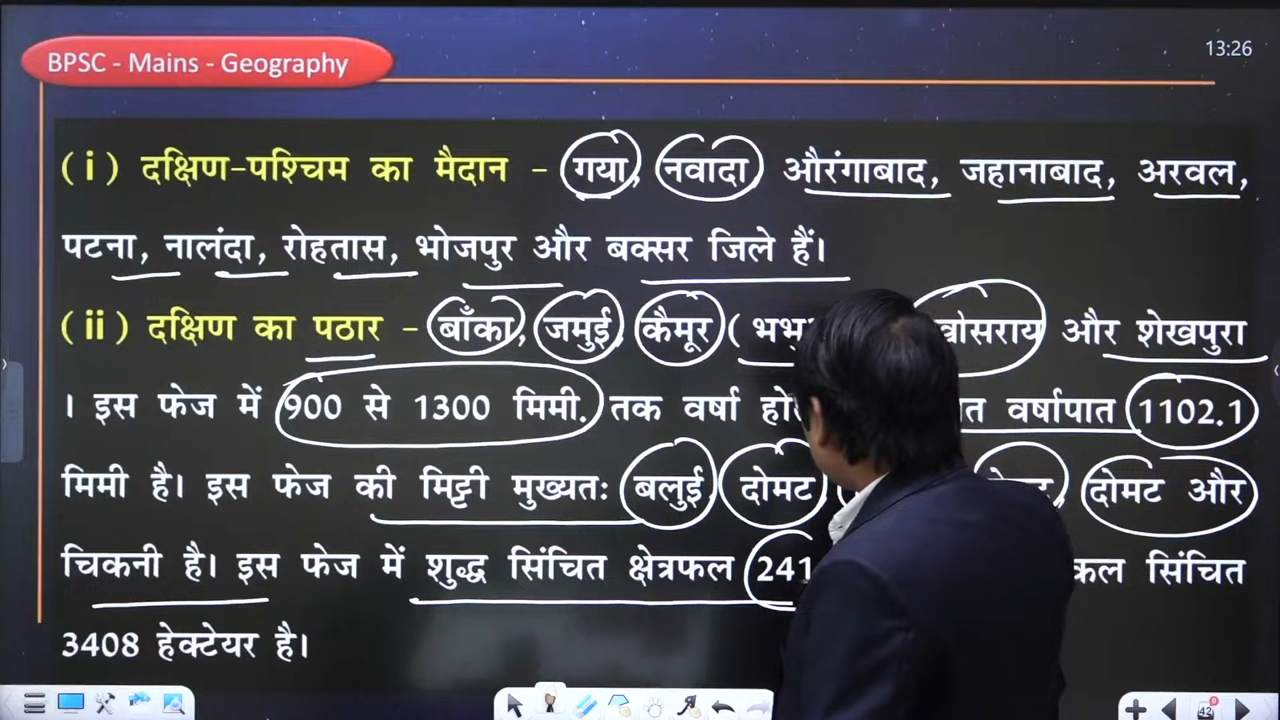 BPSC - Mains - Geography
13:26
(i) दक्षिण-पश्चिम का मैदान - गया, नवादा औरंगाबाद, जहानाबाद, अरवल,
पटना, नालंदा, रोहतास, भोजपुर और बक्सर जिले हैं।
(ii) दक्षिण का पठार - बाँका, जमुई, कैमूर और शेखपुरा
। इस फेज में 900 से 1300 मिमी. तक वर्षा वर्षापात 1102.1
मिमी है। इस फेज की मिट्टी मुख्यतः बलुई दोमट, दोमट और
चिकनी है। इस फेज में शुद्ध सिंचित क्षेत्रफल सिंचित
3408 हेक्टेयर है।
42